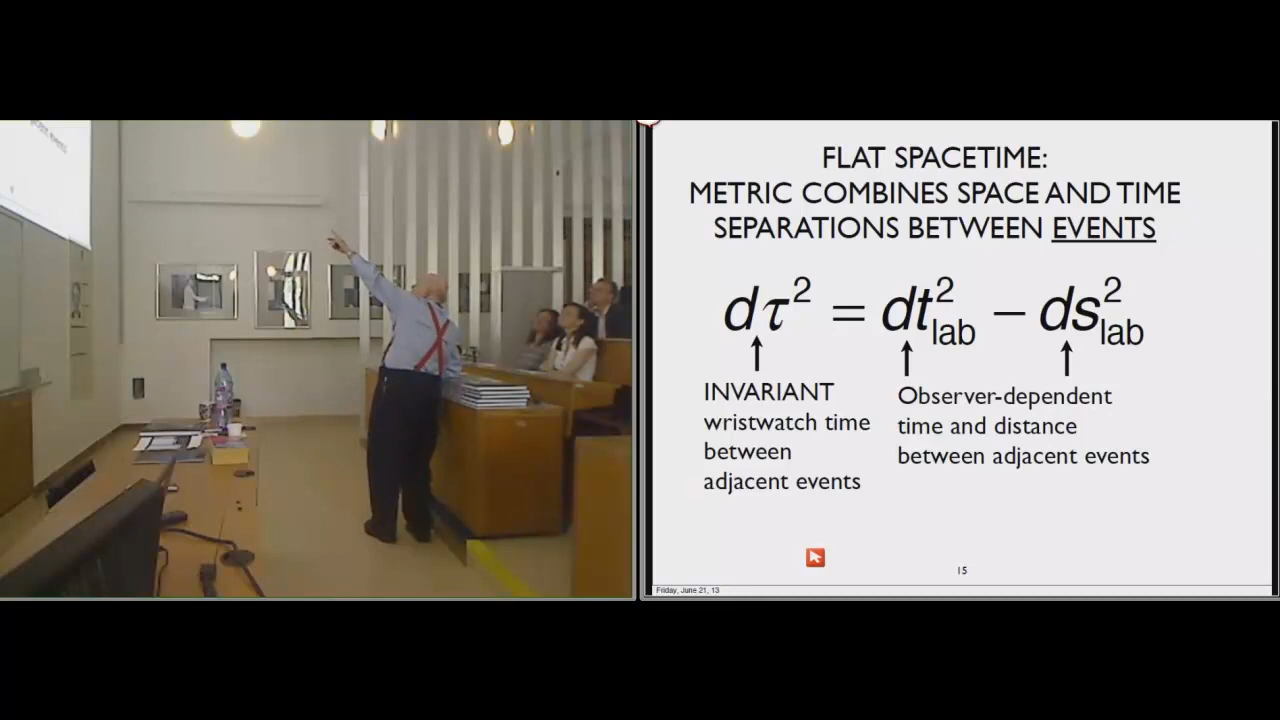 FLAT SPACETIME:
METRIC COMBINES SPACE AND TIME
SEPARATIONS BETWEEN EVENTS
dτ² = dt²lab − ds²lab
INVARIANT
wristwatch time
between
adjacent events
Observer-dependent
time and distance
between adjacent events
15
Friday, June 21, 13